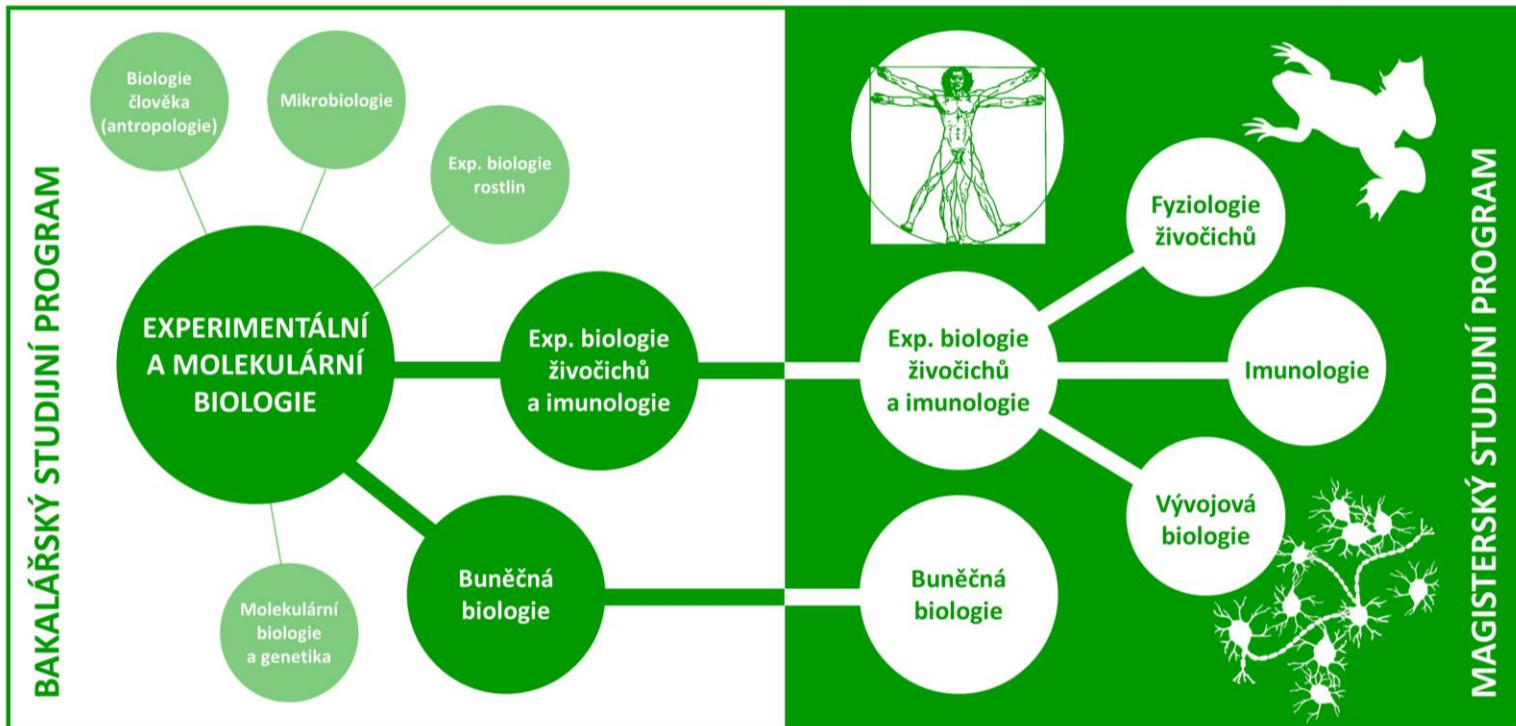 BAKALÁŘSKÝ STUDIJNÍ PROGRAM
Biologie
člověka
(antropologie)
Mikrobiologie
Exp. biologie
rostlin
EXPERIMENTÁLNÍ
A MOLEKULÁRNÍ
BIOLOGIE
Exp. biologie
živočichů
a imunologie
Buněčná
biologie
Molekulární
biologie
a genetika
Exp. biologie
živočichů
a imunologie
Buněčná
biologie
Fyziologie
živočichů
Imunologie
Vývojová
biologie
MAGISTERSKÝ STUDIJNÍ PROGRAM